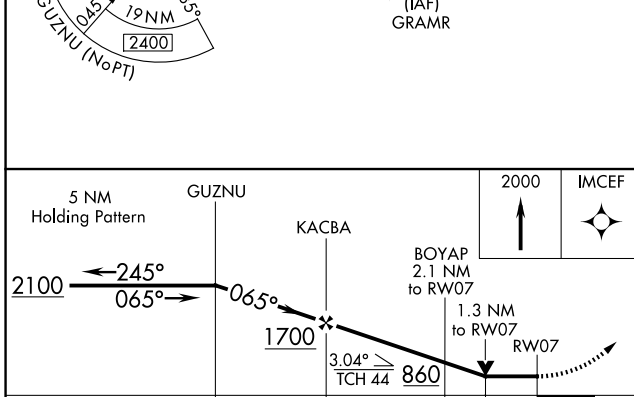 045
19 NM
2400
GUZNU (NoPT)
(IAF)
GRAMR
5 NM
Holding Pattern
GUZNU
KACBA
BOYAP
2.1 NM
to RW07
1.3 NM
to RW07
RW07
2000
IMCEF
2100
245°
065°
065°
1700
3.04°
TCH 44
860